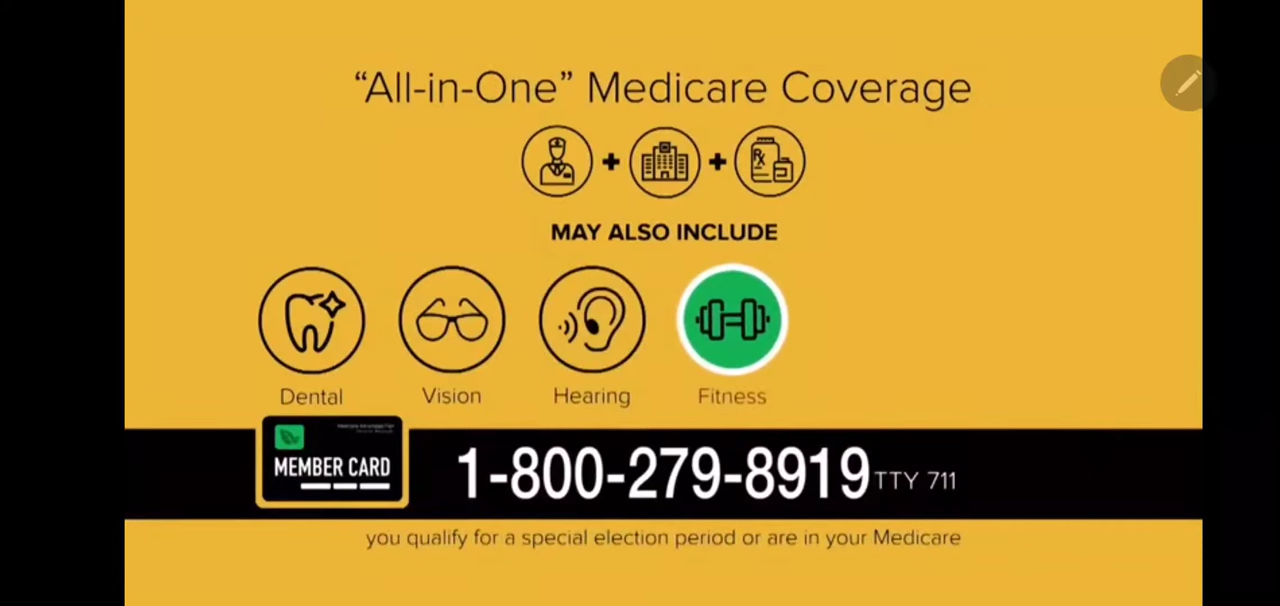 “All-in-One” Medicare Coverage
Rx
MAY ALSO INCLUDE
Dental
Vision
Hearing
Fitness
MEMBER CARD
1-800-279-8919 TTY 711
you qualify for a special election period or are in your Medicare